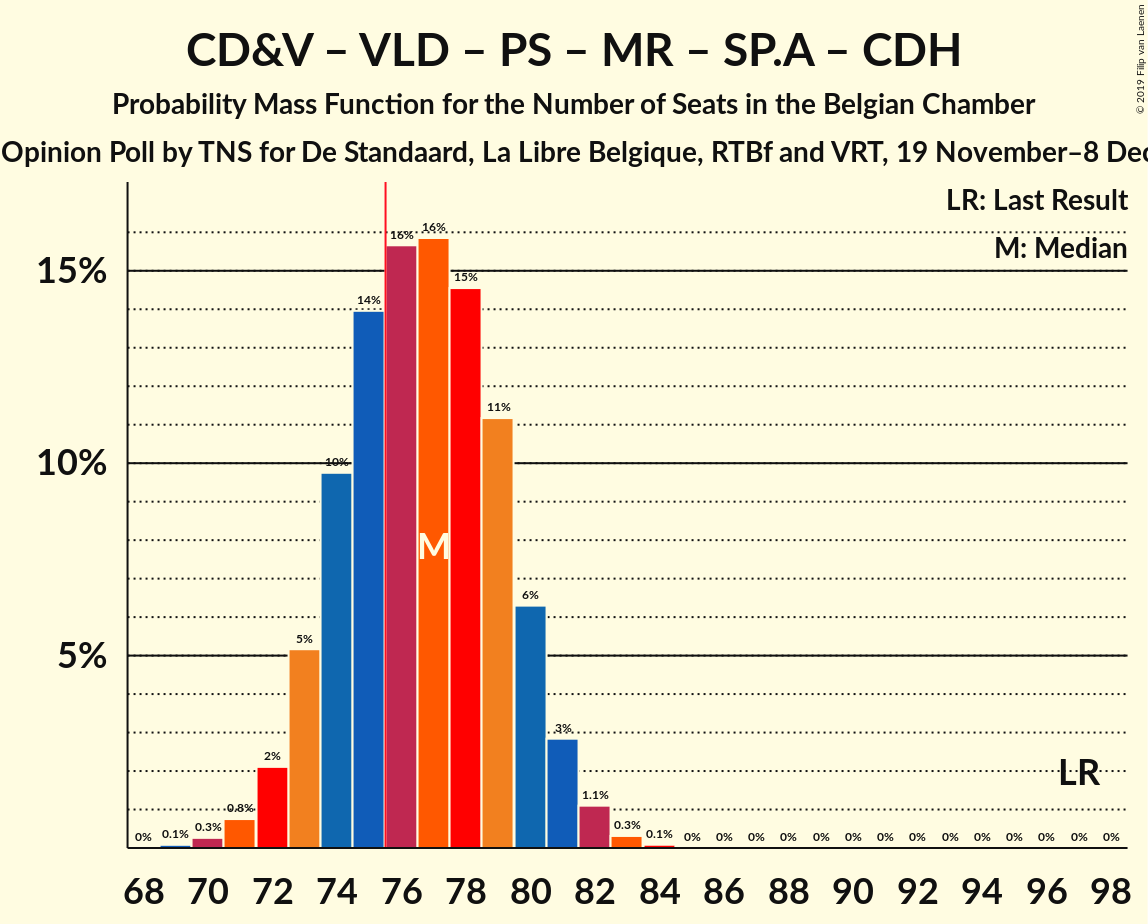 CD&V – VLD – PS – MR – SP.A – CDH
Probability Mass Function for the Number of Seats in the Belgian Chamber
Opinion Poll by TNS for De Standaard, La Libre Belgique, RTBf and VRT, 19 November–8 Dec
© 2019 Filip van Laenen
LR: Last Result
M: Median
15%
10%
5%
0% 0.1% 0.3% 0.8% 2% 5% 10% 14% 16% 16% 15% 11% 6% 3% 1.1% 0.3% 0.1% 0% 0% 0% 0% 0% 0% 0% 0% 0% 0% 0% 0% 0% 0%
M
LR
68 70 72 74 76 78 80 82 84 86 88 90 92 94 96 98